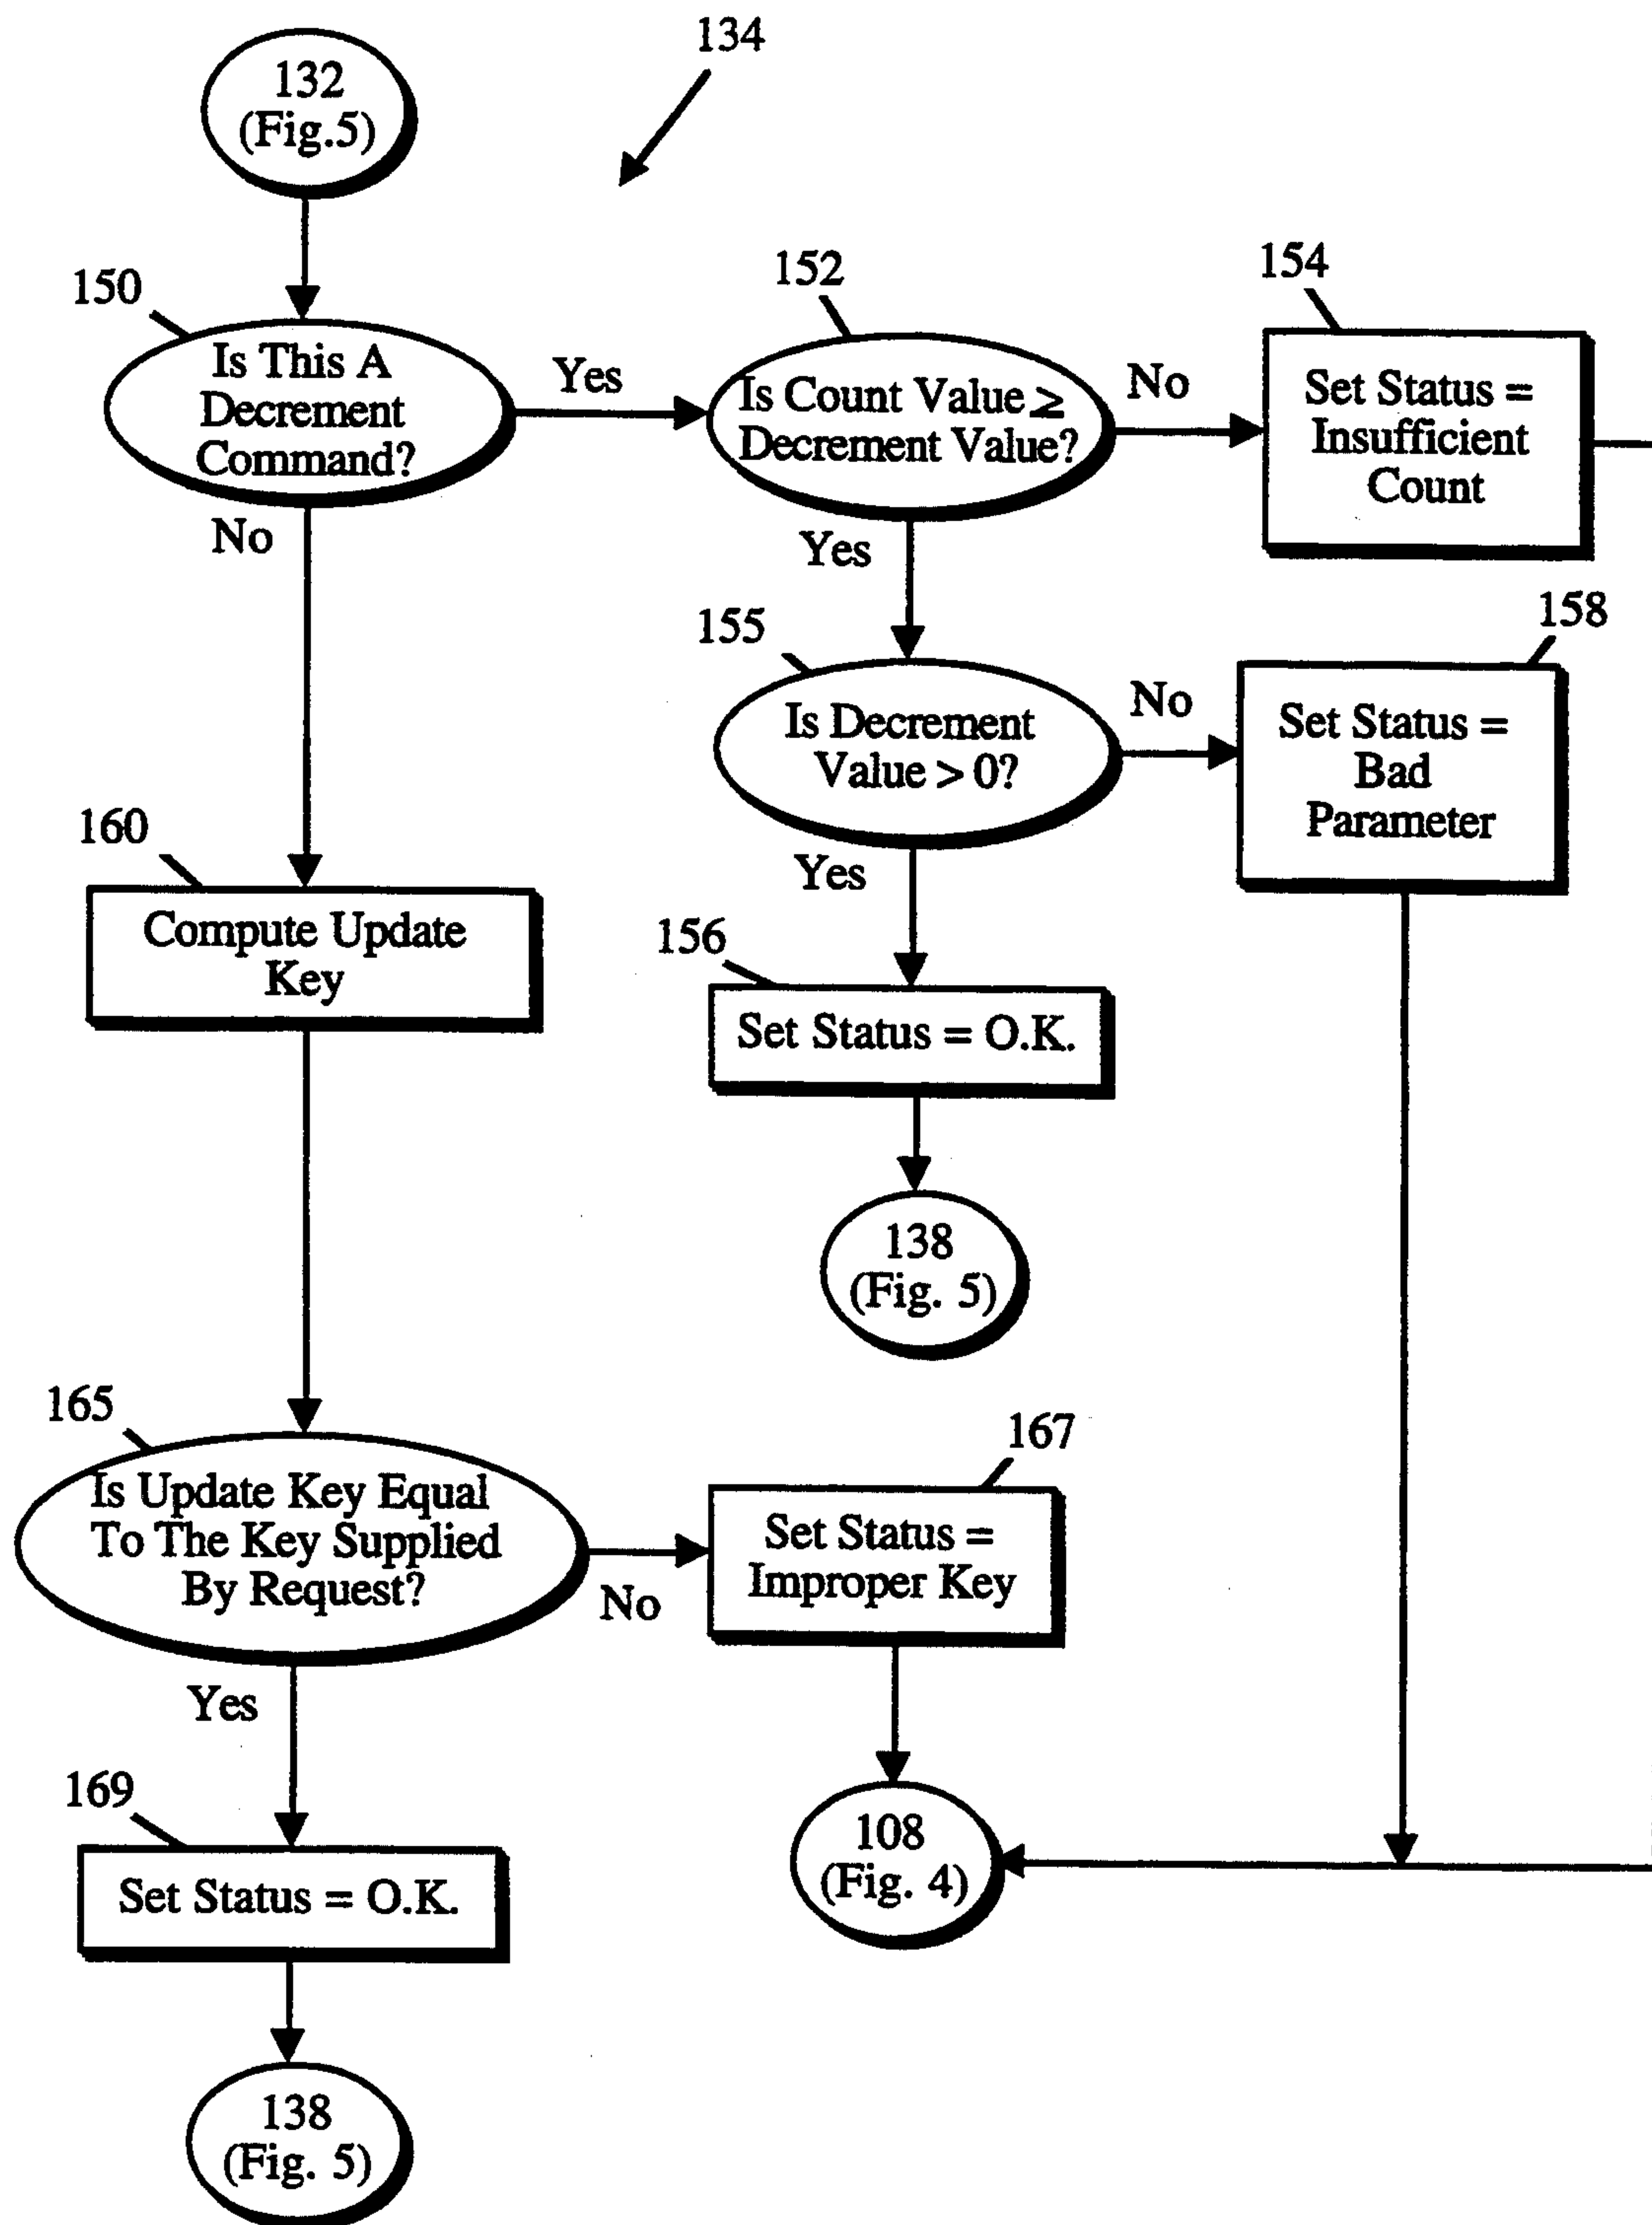 134
132
(Fig.5)
150
Is This A
Decrement
Command?
Yes
152
Is Count Value ≥
Decrement Value?
No
154
Set Status =
Insufficient
Count
No
Yes
155
Is Decrement
Value > 0?
No
158
Set Status =
Bad
Parameter
Yes
160
Compute Update
Key
156
Set Status = O.K.
138
(Fig. 5)
165
Is Update Key Equal
To The Key Supplied
By Request?
No
167
Set Status =
Improper Key
Yes
108
(Fig. 4)
169
Set Status = O.K.
138
(Fig. 5)